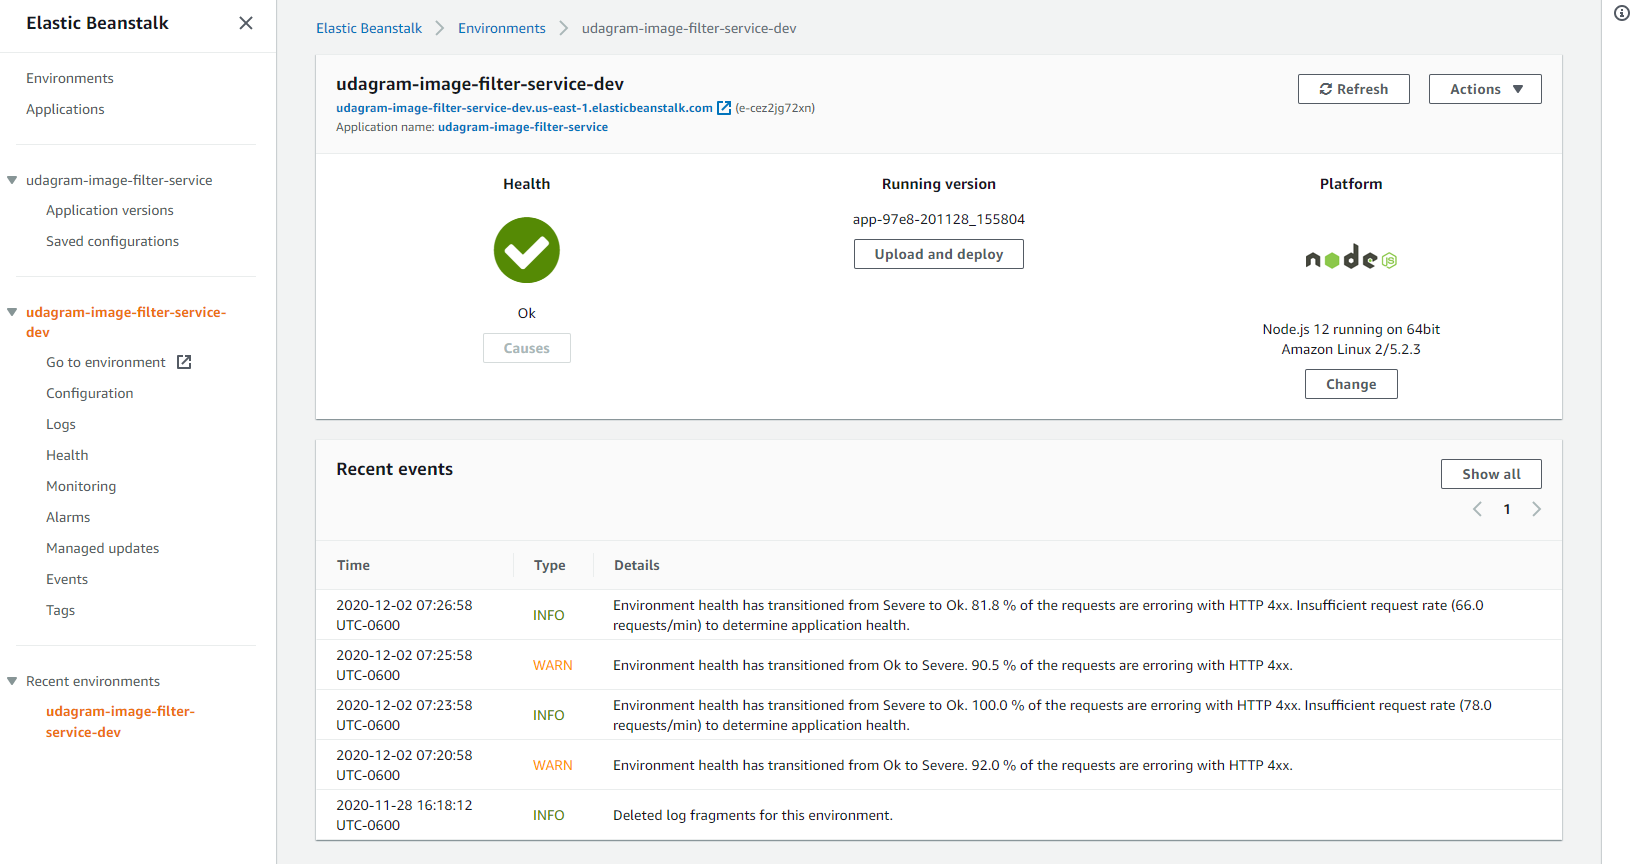 Elastic Beanstalk
Environments
Applications
udagram-image-filter-service
Application versions
Saved configurations
udagram-image-filter-service-
dev
Go to environment
Configuration
Logs
Health
Monitoring
Alarms
Managed updates
Events
Tags
Recent environments
udagram-image-filter-
service-dev
Elastic Beanstalk Environments udagram-image-filter-service-dev
udagram-image-filter-service-dev
udagram-image-filter-service-dev.us-east-1.elasticbeanstalk.com (e-cez2jg72xn)
Application name: udagram-image-filter-service
Refresh
Actions
Health
Ok
Causes
Running version
app-97e8-201128_155804
Upload and deploy
Platform
node JS
Node.js 12 running on 64bit
Amazon Linux 2/5.2.3
Change
Recent events
Show all
1
Time Type Details
2020-12-02 07:26:58
UTC-0600
INFO
Environment health has transitioned from Severe to Ok. 81.8 % of the requests are erroring with HTTP 4xx. Insufficient request rate (66.0
requests/min) to determine application health.
2020-12-02 07:25:58
UTC-0600
WARN
Environment health has transitioned from Ok to Severe. 90.5 % of the requests are erroring with HTTP 4xx.
2020-12-02 07:23:58
UTC-0600
INFO
Environment health has transitioned from Severe to Ok. 100.0 % of the requests are erroring with HTTP 4xx. Insufficient request rate (78.0
requests/min) to determine application health.
2020-12-02 07:20:58
UTC-0600
WARN
Environment health has transitioned from Ok to Severe. 92.0 % of the requests are erroring with HTTP 4xx.
2020-11-28 16:18:12
UTC-0600
INFO
Deleted log fragments for this environment.